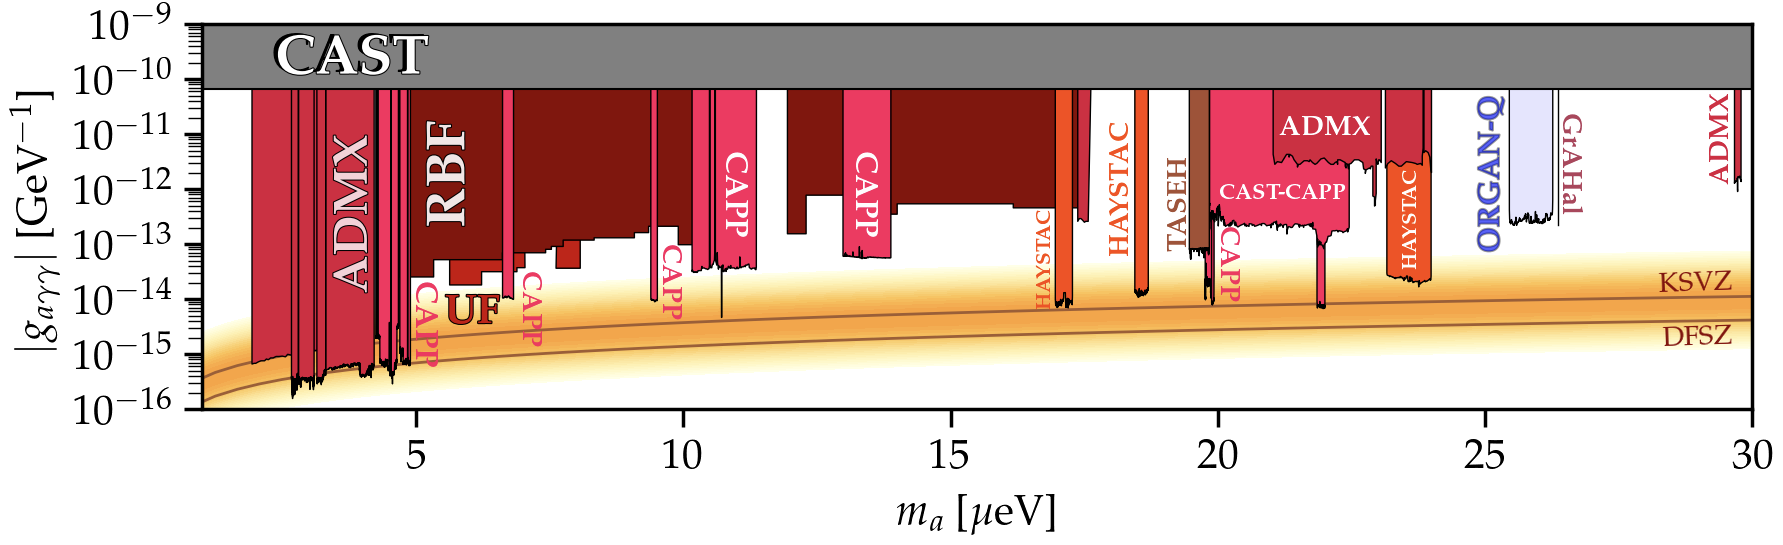 10⁻⁹
10⁻¹⁰
10⁻¹¹
10⁻¹²
10⁻¹³
10⁻¹⁴
10⁻¹⁵
10⁻¹⁶
|gₐγγ| [GeV⁻¹]
CAST
ADMX
CAPP
RBF
UF
CAPP
CAPP
CAPP
CAPP
HAYSTAC
HAYSTAC
TASEH
CAPP
ADMX
CAST-CAPP
HAYSTAC
ORGAN-Q
GrAHal
ADMX
KSVZ
DFSZ
5 10 15 20 25 30
mₐ [μeV]